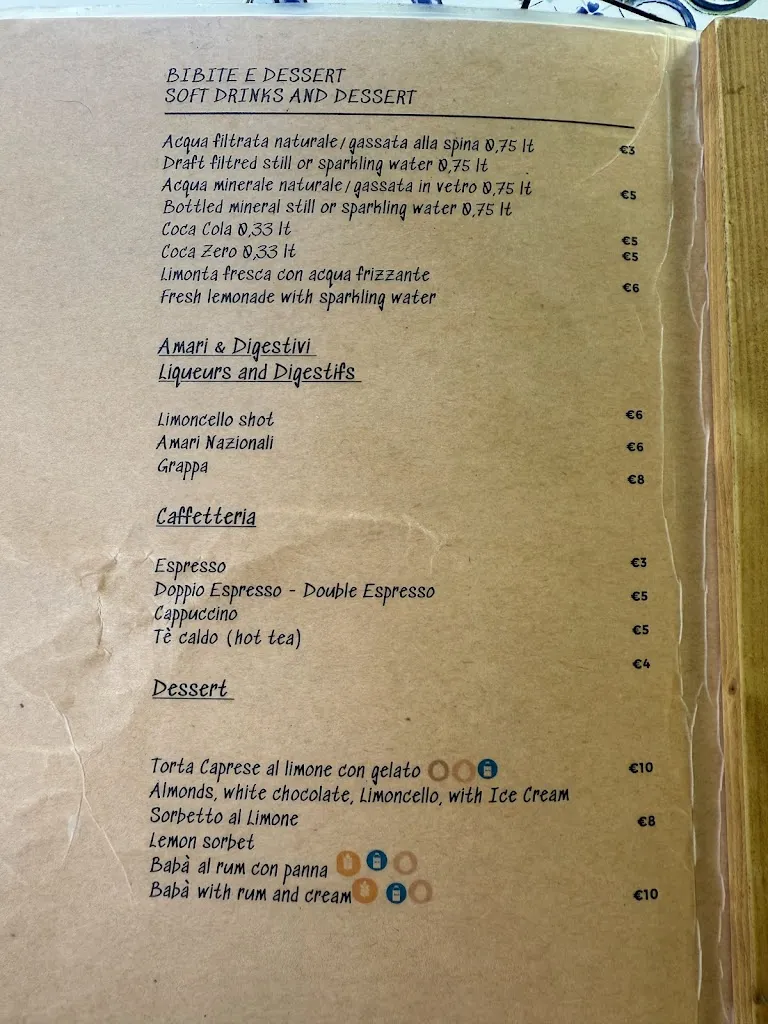 BIBITE E DESSERT
SOFT DRINKS AND DESSERT
Acqua filtrata naturale/gassata alla spina 0,75 lt €3
Draft filtred still or sparkling water 0,75 lt
Acqua minerale naturale/gassata in vetro 0,75 lt €5
Bottled mineral still or sparkling water 0,75 lt
Coca Cola 0,33 lt €5
Coca Zero 0,33 lt €5
Limonta fresca con acqua frizzante €6
Fresh lemonade with sparkling water
Amari & Digestivi
Liqueurs and Digestifs
Limoncello shot €6
Amari Nazionali €6
Grappa €8
Caffetteria
Espresso €3
Doppio Espresso - Double Espresso €5
Cappuccino €5
Tè caldo (hot tea) €4
Dessert
Torta Caprese al limone con gelato €10
Almonds, white chocolate, Limoncello, with Ice Cream
Sorbetto al Limone €8
Lemon sorbet
Babà al rum con panna
Babà with rum and cream €10